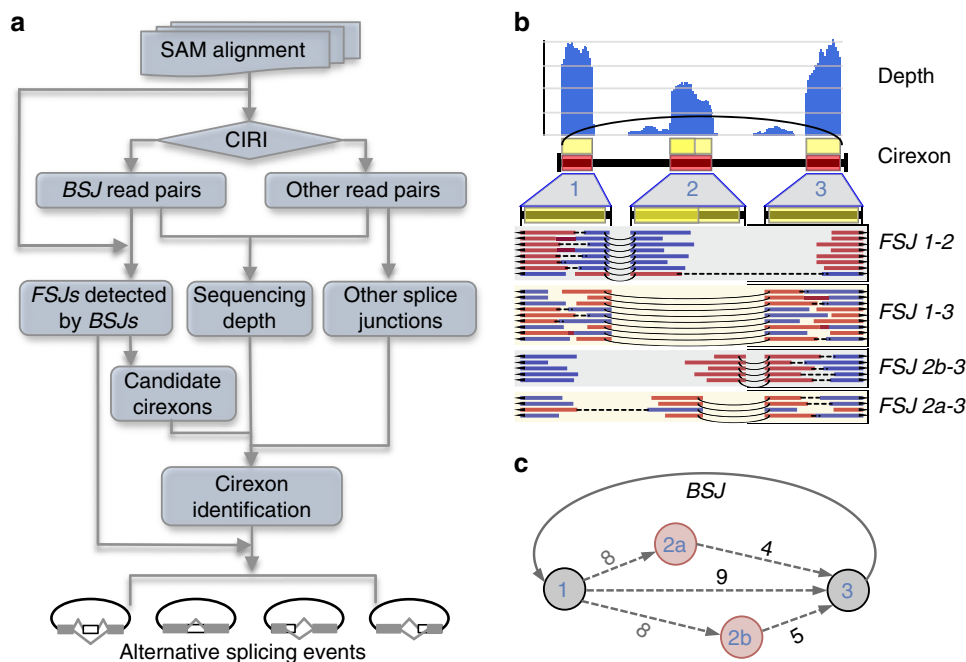 a
SAM alignment
CIRI
BSJ read pairs
Other read pairs
FSJs detected
by BSJs
Sequencing
depth
Other splice
junctions
Candidate
cirexons
Cirexon
identification
Alternative splicing events
b
Depth
Cirexon
1
2
3
FSJ 1-2
FSJ 1-3
FSJ 2b-3
FSJ 2a-3
c
BSJ
2a
8
4
1
9
3
8
5
2b